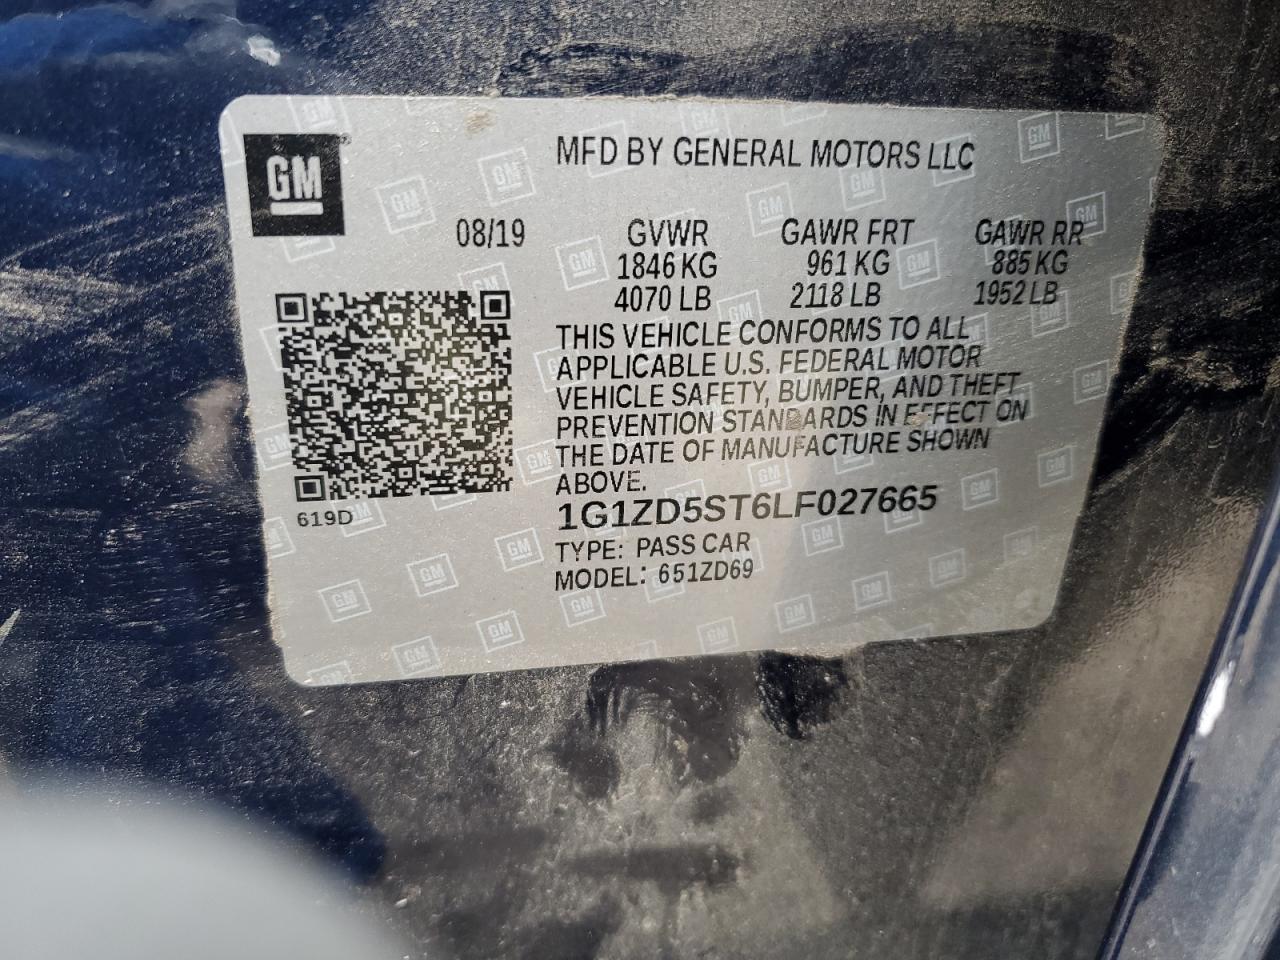 GM
MFD BY GENERAL MOTORS LLC
08/19 GVWR GAWR FRT GAWR RR
1846 KG 961 KG 885 KG
4070 LB 2118 LB 1952 LB
THIS VEHICLE CONFORMS TO ALL
APPLICABLE U.S. FEDERAL MOTOR
VEHICLE SAFETY, BUMPER, AND THEFT
PREVENTION STANDARDS IN EFFECT ON
THE DATE OF MANUFACTURE SHOWN
ABOVE.
619D
1G1ZD5ST6LF027665
TYPE: PASS CAR
MODEL: 651ZD69